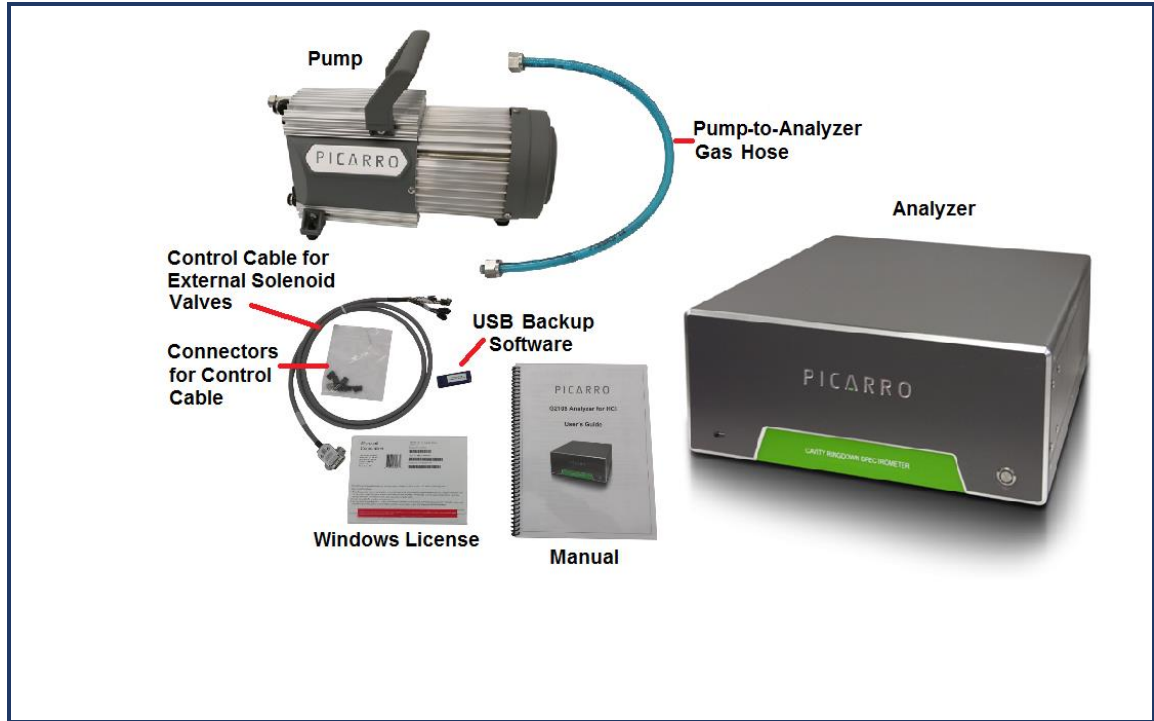 Pump
PICARRO
Pump-to-Analyzer
Gas Hose
Analyzer
Control Cable for
External Solenoid
Valves
USB Backup
Software
Connectors
for Control
Cable
PICARRO
User's Guide
PICARRO
CAVITY RINGDOWN SPECTROMETER
Windows License
Manual